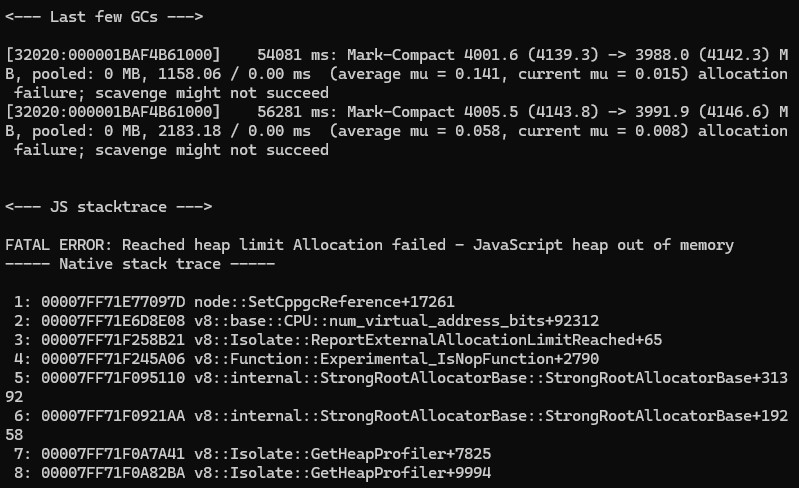 <--- Last few GCs --->
[32020:000001BAF4B61000]    54081 ms: Mark-Compact 4001.6 (4139.3) -> 3988.0 (4142.3) M
B, pooled: 0 MB, 1158.06 / 0.00 ms  (average mu = 0.141, current mu = 0.015) allocation
 failure; scavenge might not succeed
[32020:000001BAF4B61000]    56281 ms: Mark-Compact 4005.5 (4143.8) -> 3991.9 (4146.6) M
B, pooled: 0 MB, 2183.18 / 0.00 ms  (average mu = 0.058, current mu = 0.008) allocation
 failure; scavenge might not succeed
<--- JS stacktrace --->
FATAL ERROR: Reached heap limit Allocation failed - JavaScript heap out of memory
----- Native stack trace -----
 1: 00007FF71E77097D node::SetCppgcReference+17261
 2: 00007FF71E6D8E08 v8::base::CPU::num_virtual_address_bits+92312
 3: 00007FF71F258B21 v8::Isolate::ReportExternalAllocationLimitReached+65
 4: 00007FF71F245A06 v8::Function::Experimental_IsNopFunction+2790
 5: 00007FF71F095110 v8::internal::StrongRootAllocatorBase::StrongRootAllocatorBase+313
92
 6: 00007FF71F0921AA v8::internal::StrongRootAllocatorBase::StrongRootAllocatorBase+192
58
 7: 00007FF71F0A7A41 v8::Isolate::GetHeapProfiler+7825
 8: 00007FF71F0A82BA v8::Isolate::GetHeapProfiler+9994